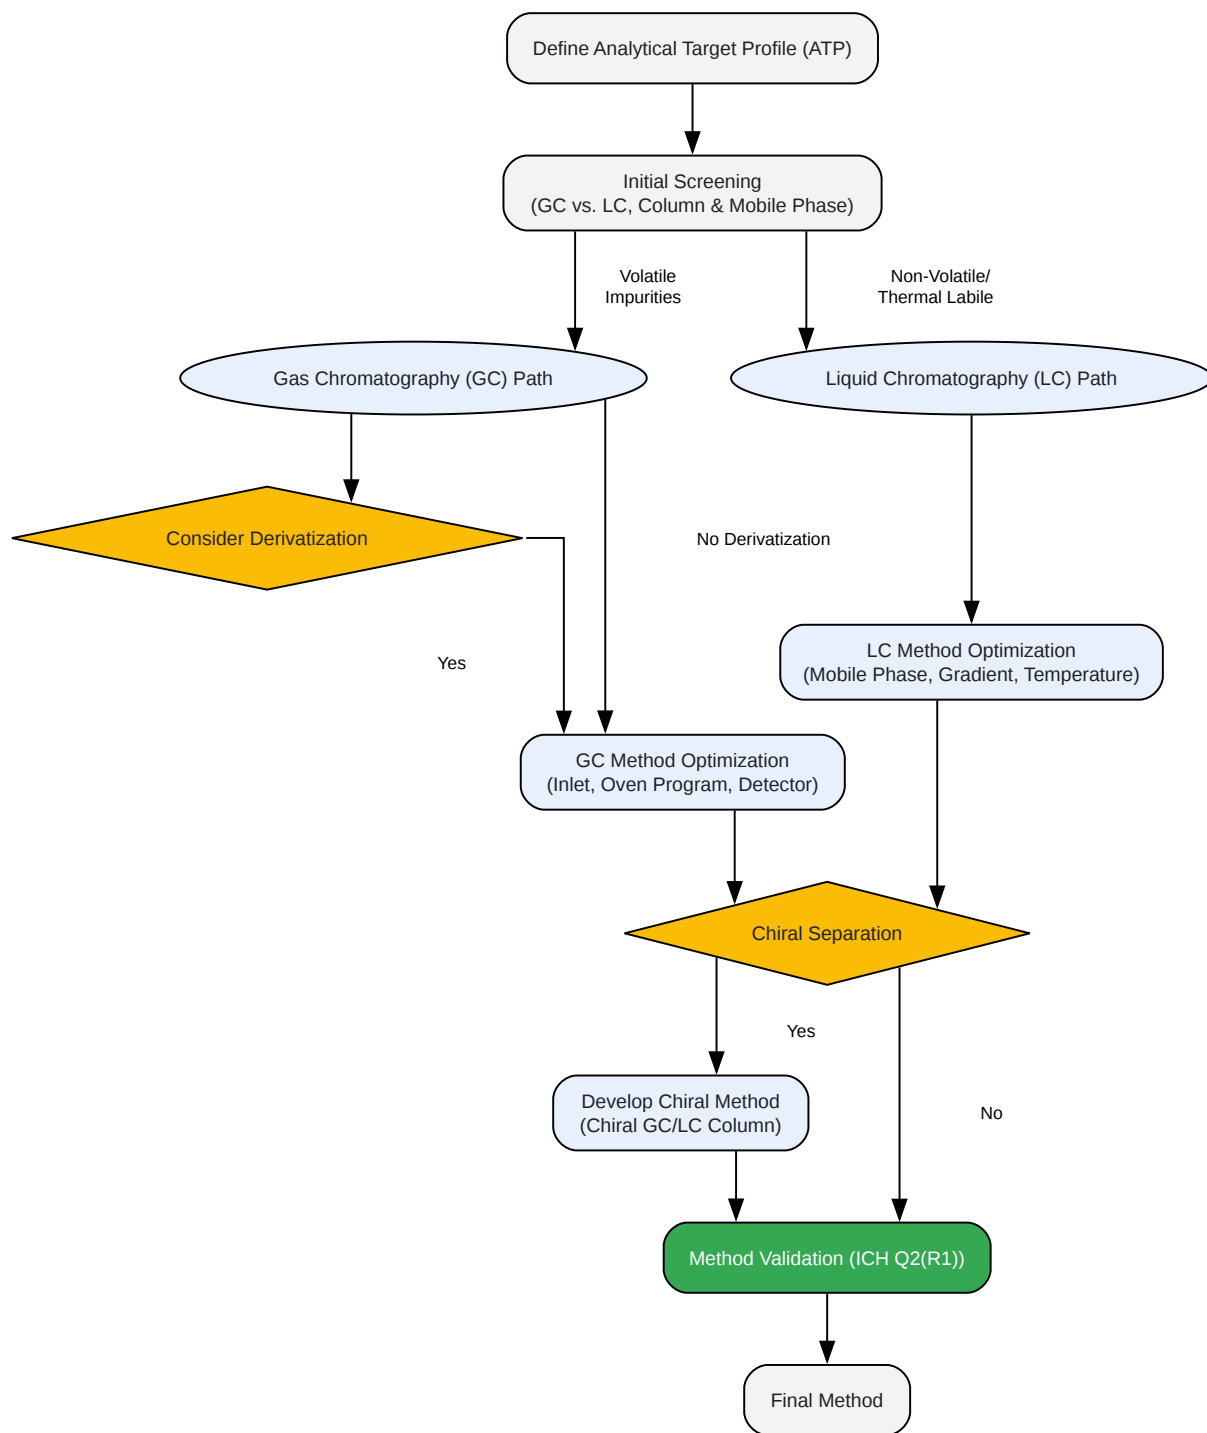 Define Analytical Target Profile (ATP)
Initial Screening
(GC vs. LC, Column & Mobile Phase)
Volatile
Impurities
Non-Volatile/
Thermal Labile
Gas Chromatography (GC) Path
Liquid Chromatography (LC) Path
Consider Derivatization
No Derivatization
Yes
LC Method Optimization
(Mobile Phase, Gradient, Temperature)
GC Method Optimization
(Inlet, Oven Program, Detector)
Chiral Separation
Yes
Develop Chiral Method
(Chiral GC/LC Column)
No
Method Validation (ICH Q2(R1))
Final Method